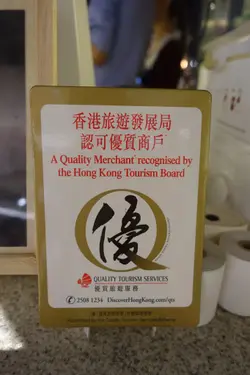 香港旅遊發展局
認可優質商戶
A Quality Merchant* recognised by
the Hong Kong Tourism Board
優
QUALITY TOURISM SERVICES
優質旅遊服務
2508 1234 DiscoverHongKong.com/qts